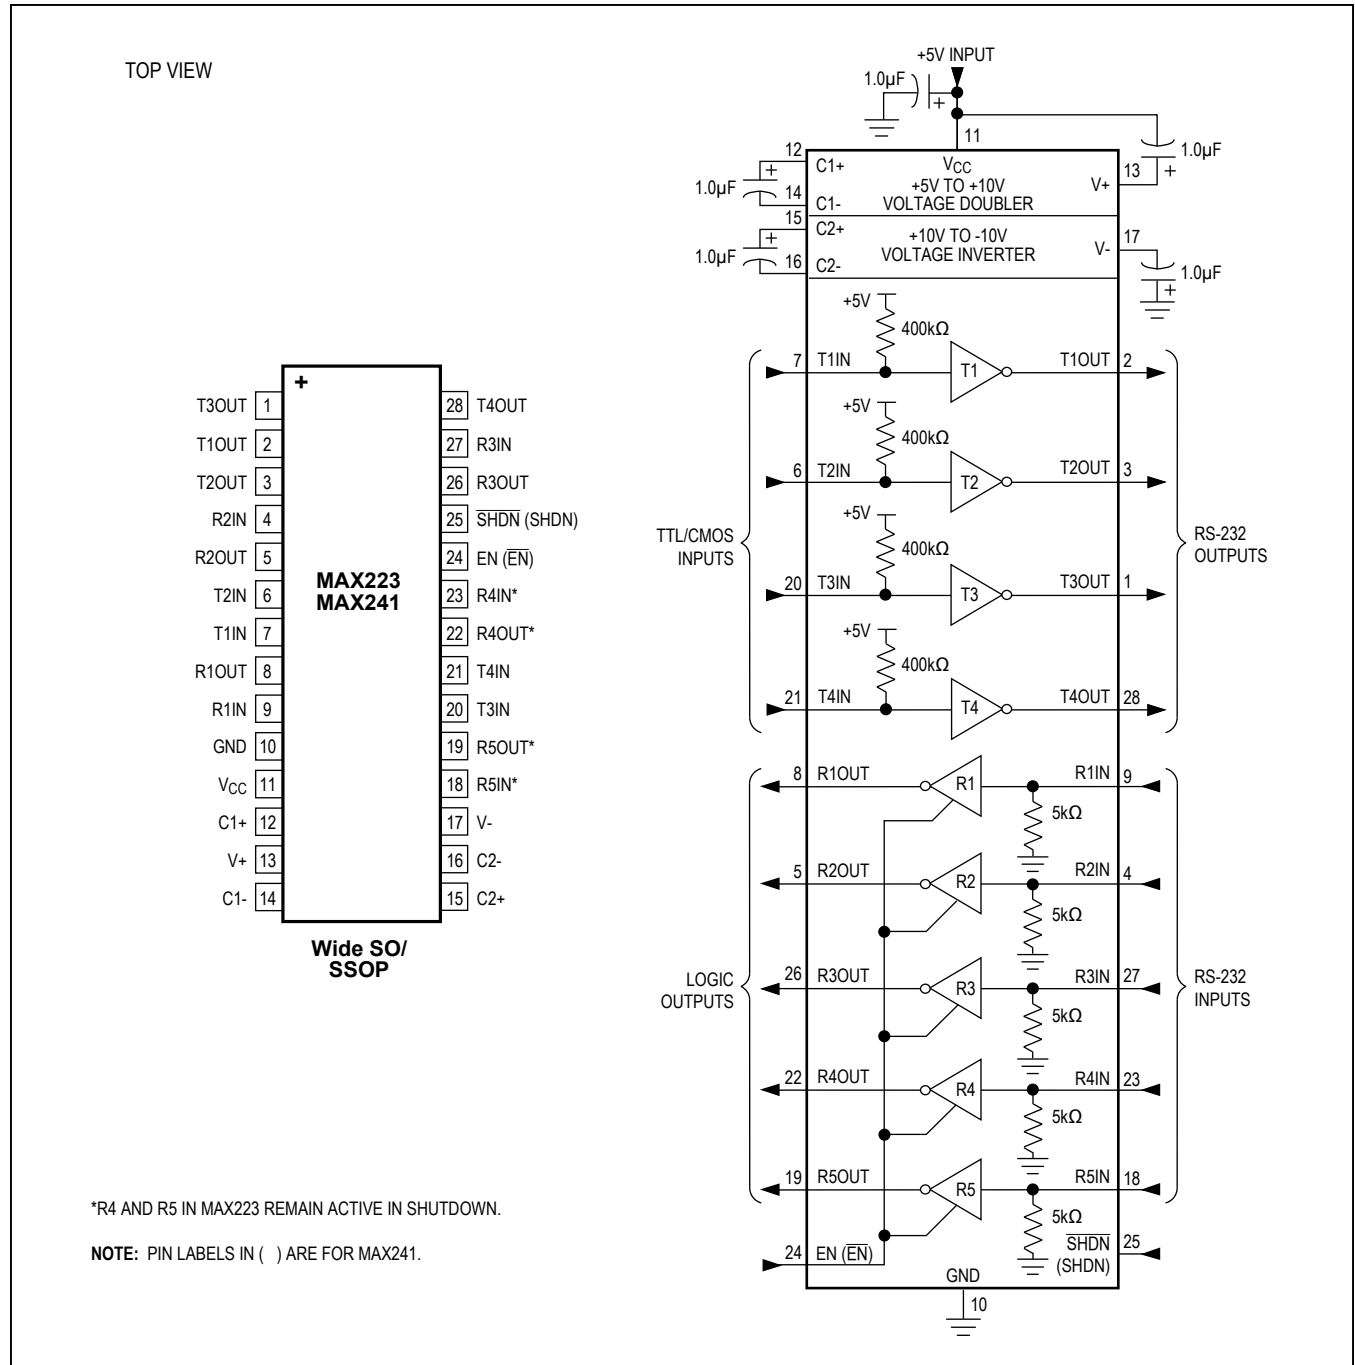 TOP VIEW
+
T3OUT 1
T1OUT 2
T2OUT 3
R2IN 4
R2OUT 5
T2IN 6
T1IN 7
R1OUT 8
R1IN 9
GND 10
VCC 11
C1+ 12
V+ 13
C1- 14
MAX223
MAX241
28 T4OUT
27 R3IN
26 R3OUT
25 S̅H̅D̅N̅ (SHDN)
24 EN (E̅N̅)
23 R4IN*
22 R4OUT*
21 T4IN
20 T3IN
19 R5OUT*
18 R5IN*
17 V-
16 C2-
15 C2+
Wide SO/
SSOP
*R4 AND R5 IN MAX223 REMAIN ACTIVE IN SHUTDOWN.
NOTE: PIN LABELS IN ( ) ARE FOR MAX241.
+5V INPUT
1.0µF
+
11
1.0µF
+
12 C1+
1.0µF
+
14 C1-
VCC
+5V TO +10V
VOLTAGE DOUBLER
V+ 13
15 C2+
1.0µF
+
16 C2-
+10V TO -10V
VOLTAGE INVERTER
V- 17
1.0µF
+
TTL/CMOS
INPUTS
+5V
400kΩ
7 T1IN T1 T1OUT 2
+5V
400kΩ
6 T2IN T2 T2OUT 3
+5V
400kΩ
20 T3IN T3 T3OUT 1
+5V
400kΩ
21 T4IN T4 T4OUT 28
RS-232
OUTPUTS
LOGIC
OUTPUTS
8 R1OUT R1 R1IN 9
5kΩ
5 R2OUT R2 R2IN 4
5kΩ
26 R3OUT R3 R3IN 27
5kΩ
22 R4OUT R4 R4IN 23
5kΩ
19 R5OUT R5 R5IN 18
5kΩ
RS-232
INPUTS
24 EN (E̅N̅)
S̅H̅D̅N̅ 25
(SHDN)
GND
10